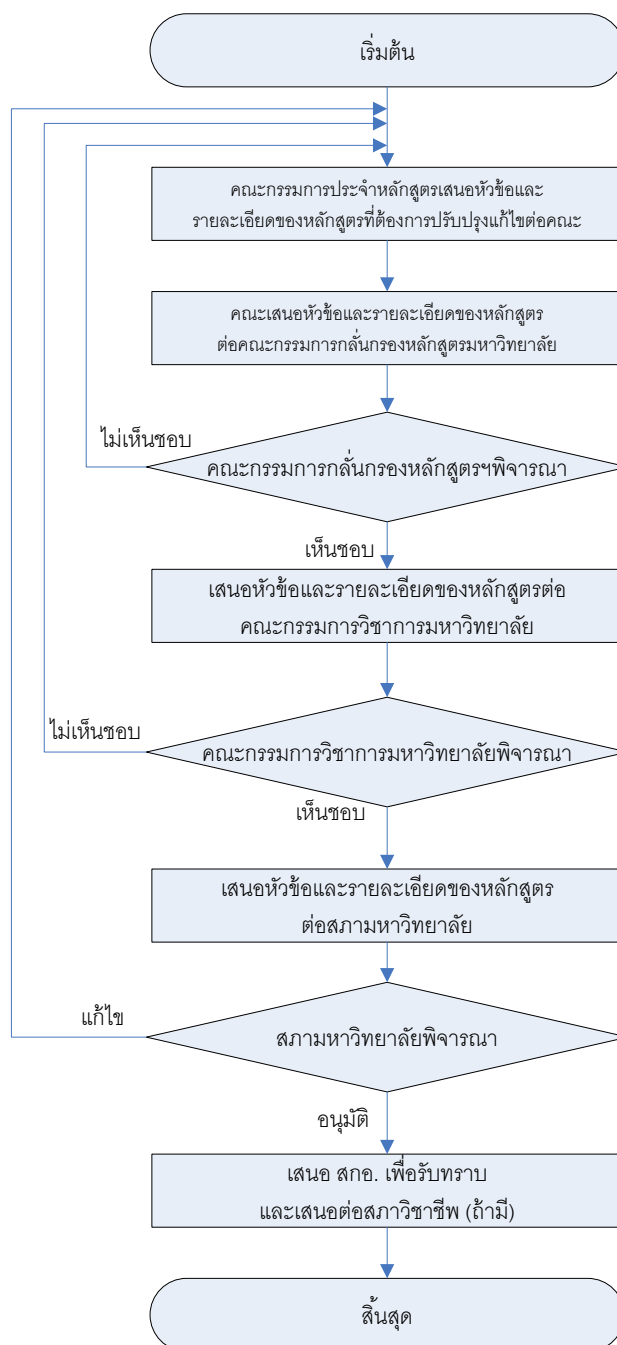 เริ่มต้น
คณะกรรมการประจำหลักสูตรเสนอหัวข้อและ
รายละเอียดของหลักสูตรที่ต้องการปรับปรุงแก้ไขต่อคณะ
คณะเสนอหัวข้อและรายละเอียดของหลักสูตร
ต่อคณะกรรมการกลั่นกรองหลักสูตรมหาวิทยาลัย
ไม่เห็นชอบ
คณะกรรมการกลั่นกรองหลักสูตรฯพิจารณา
เห็นชอบ
เสนอหัวข้อและรายละเอียดของหลักสูตรต่อ
คณะกรรมการวิชาการมหาวิทยาลัย
ไม่เห็นชอบ
คณะกรรมการวิชาการมหาวิทยาลัยพิจารณา
เห็นชอบ
เสนอหัวข้อและรายละเอียดของหลักสูตร
ต่อสภามหาวิทยาลัย
แก้ไข
สภามหาวิทยาลัยพิจารณา
อนุมัติ
เสนอ สกอ. เพื่อรับทราบ
และเสนอต่อสภาวิชาชีพ (ถ้ามี)
สิ้นสุด